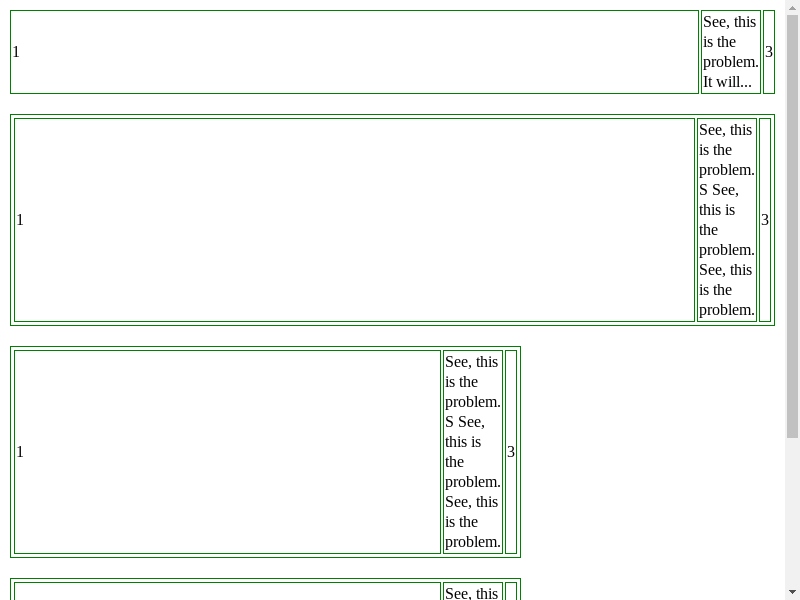 1
See, this
is the
problem.
It will...
3
1
See, this
is the
problem.
S See,
this is
the
problem.
See, this
is the
problem.
3
1
See, this
is the
problem.
S See,
this is
the
problem.
See, this
is the
problem.
3
See, this